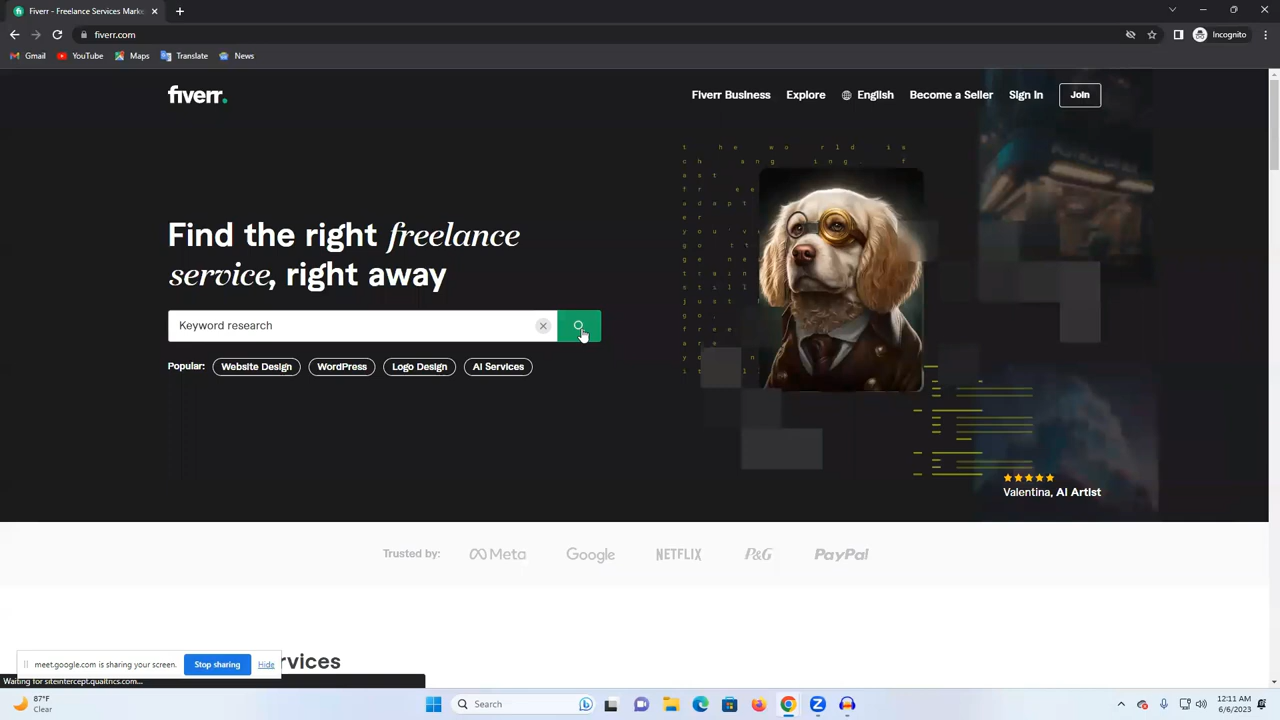 Fiverr - Freelance Services Marke
fiverr.com
Incognito
Gmail
YouTube
Maps
Translate
News
fiverr.
Fiverr Business
Explore
English
Become a Seller
Sign In
Join
t h e w o r l d i s
c h a n g i n g . f
a s t
Find the right freelance
service, right away
Keyword research
Popular:
Website Design
WordPress
Logo Design
AI Services
Valentina, AI Artist
Trusted by:
Meta
Google
NETFLIX
P&G
PayPal
rvices
meet.google.com is sharing your screen.
Stop sharing
Hide
Waiting for siteintercept.qualtrics.com...
87°F
Clear
Search
12:11 AM
6/6/2023